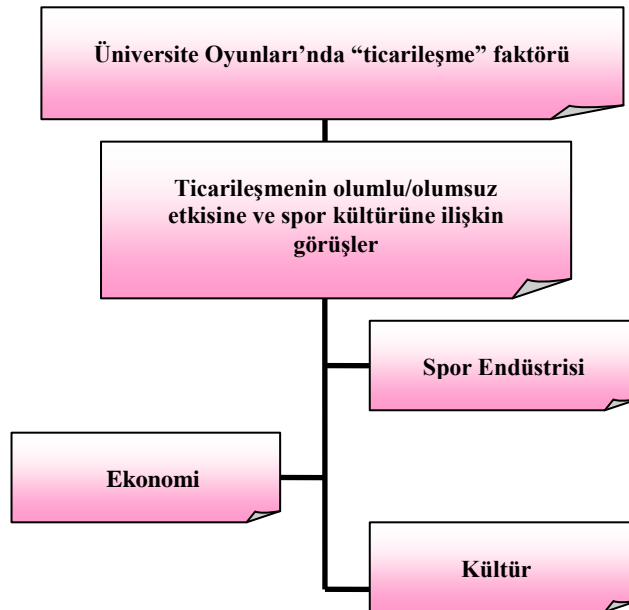 Üniversite Oyunları’nda “ticarileşme” faktörü
Ticarileşmenin olumlu/olumsuz
etkisine ve spor kültürüne ilişkin
görüşler
Spor Endüstrisi
Ekonomi
Kültür